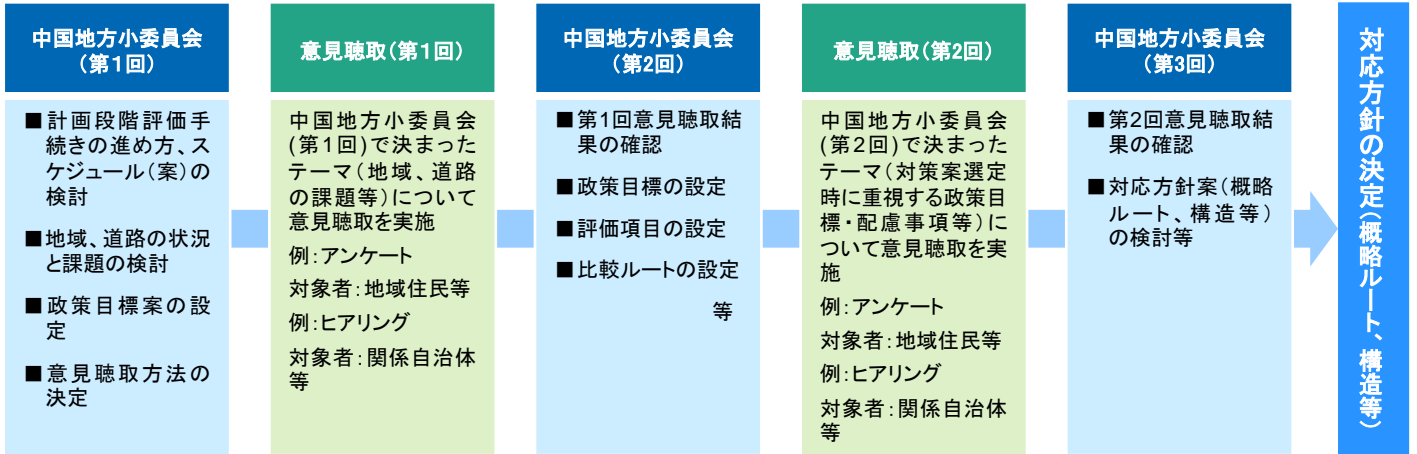 中国地方小委員会
（第１回）
■計画段階評価手
続きの進め方、ス
ケジュール（案）の
検討
■地域、道路の状況
と課題の検討
■政策目標案の設
定
■意見聴取方法の
決定
意見聴取（第1回）
中国地方小委員会
(第１回)で決まった
テーマ（地域、道路
の課題等）について
意見聴取を実施
例：アンケート
対象者：地域住民等
例：ヒアリング
対象者：関係自治体
等
中国地方小委員会
（第2回）
■第1回意見聴取結
果の確認
■政策目標の設定
■評価項目の設定
■比較ルートの設定
等
意見聴取（第2回）
中国地方小委員会
(第２回)で決まった
テーマ（対策案選定
時に重視する政策目
標・配慮事項等）に
ついて意見聴取を実
施
例：アンケート
対象者：地域住民等
例：ヒアリング
対象者：関係自治体
等
中国地方小委員会
（第3回）
■第2回意見聴取結
果の確認
■対応方針案（概略
ルート、構造等）
の検討等
対応方針の決定（概略ルート、構造等）